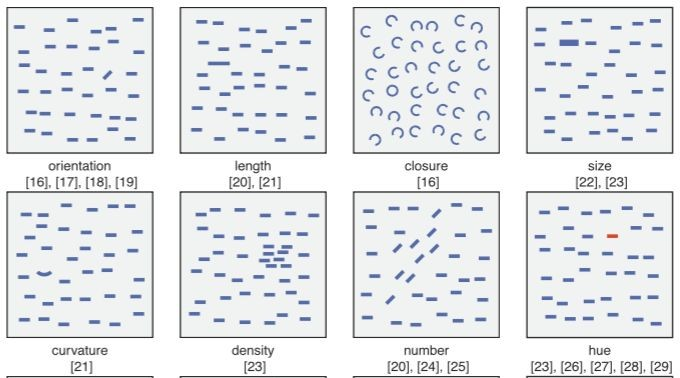 orientation
[16], [17], [18], [19]
length
[20], [21]
closure
[16]
size
[22], [23]
curvature
[21]
density
[23]
number
[20], [24], [25]
hue
[23], [26], [27], [28], [29]